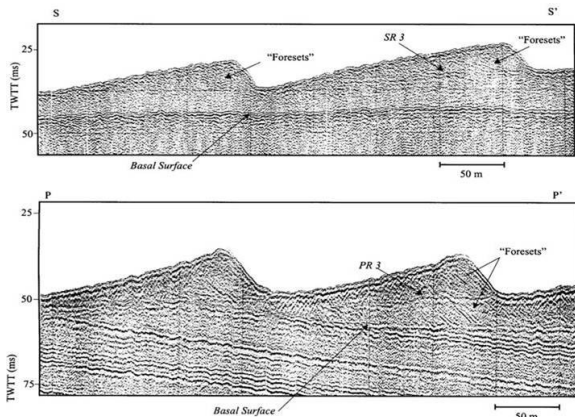 S
S’
25
SR 3
“Foresets”
“Foresets”
TWTT (ms)
50
Basal Surface
50 m
P
P’
25
“Foresets”
PR 3
50
TWTT (ms)
75
Basal Surface
50 m